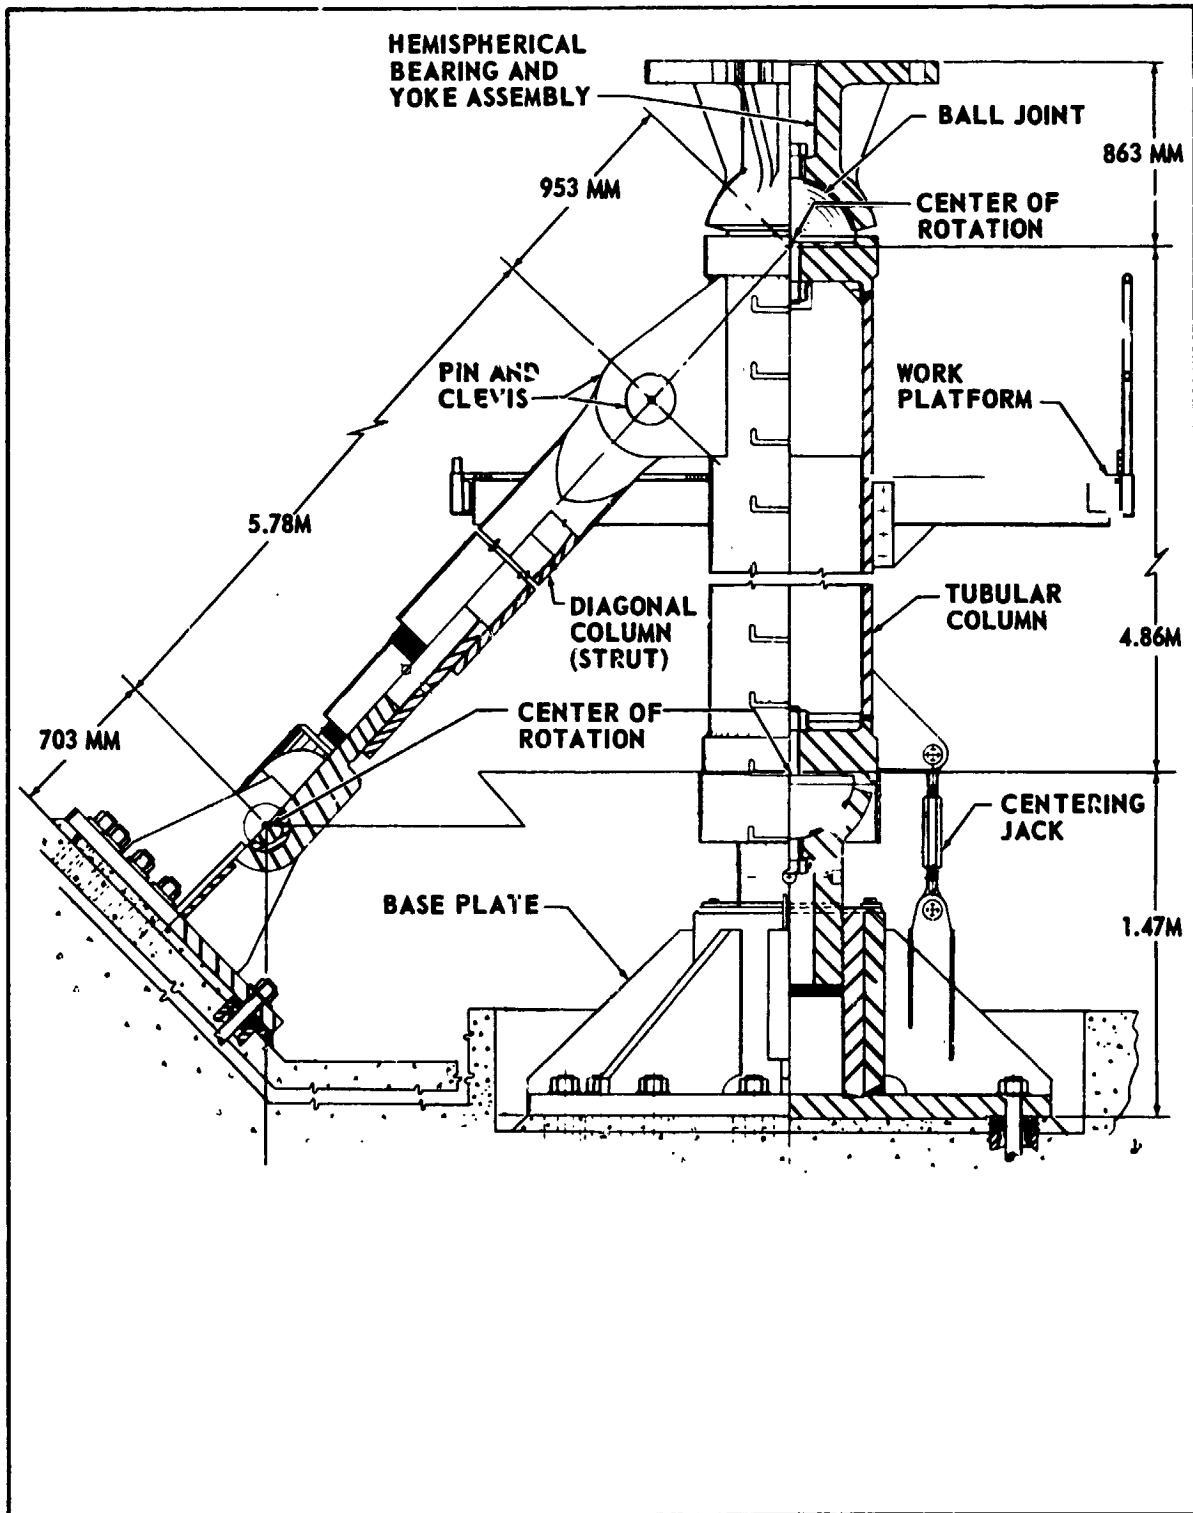 HEMISPHERICAL
BEARING AND
YOKE ASSEMBLY
BALL JOINT
863 MM
953 MM
CENTER OF
ROTATION
PIN AND
CLEVIS
WORK
PLATFORM
5.78M
DIAGONAL
COLUMN
(STRUT)
TUBULAR
COLUMN
4.86M
703 MM
CENTER OF
ROTATION
CENTERING
JACK
BASE PLATE
1.47M